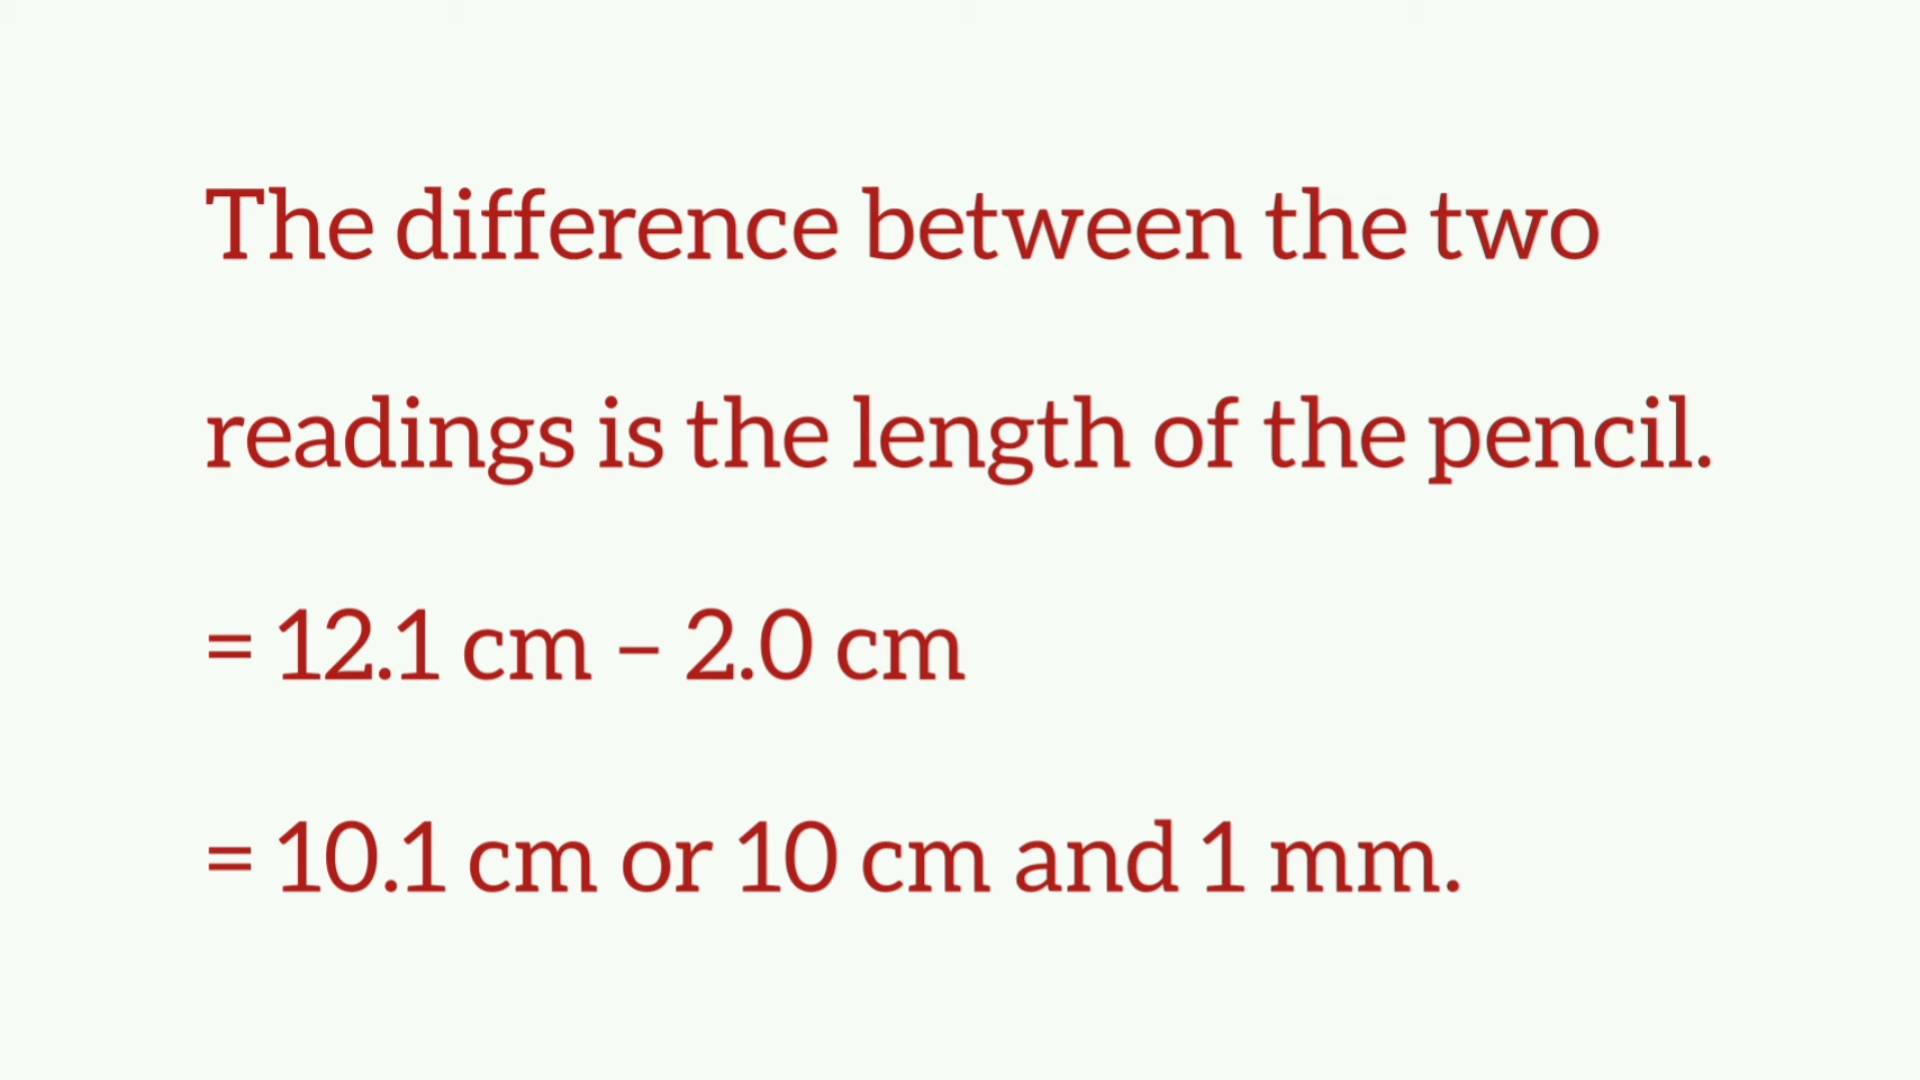 The difference between the two
readings is the length of the pencil.
= 12.1 cm – 2.0 cm
= 10.1 cm or 10 cm and 1 mm.